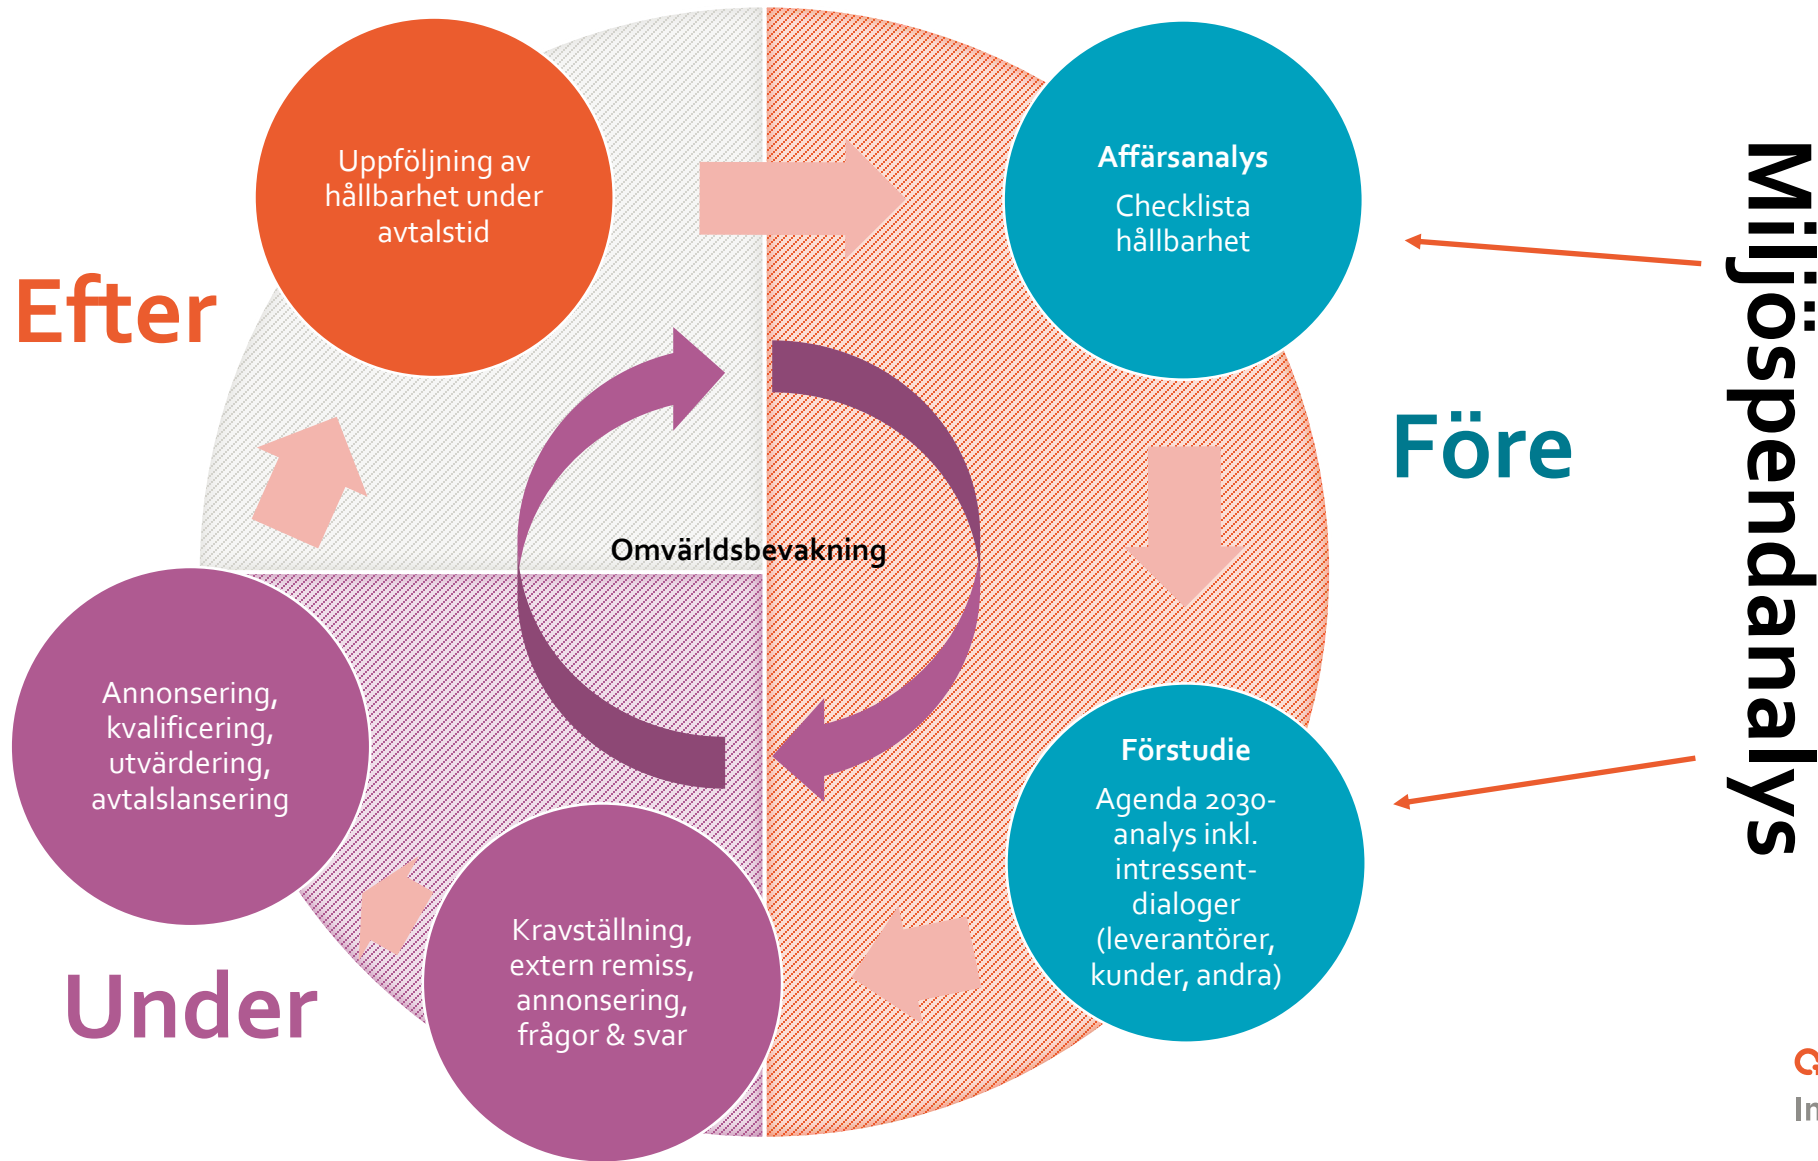 Uppföljning av
hållbarhet under
avtalstid
Affärsanalys
Checklista
hållbarhet
Efter
Före
Miljöspendanalys
Omvärldsbevakning
Annonsering,
kvalificering,
utvärdering,
avtalslansering
Förstudie
Agenda 2030-
analys inkl.
intressent-
dialoger
(leverantörer,
kunder, andra)
Kravställning,
extern remiss,
annonsering,
frågor & svar
Under